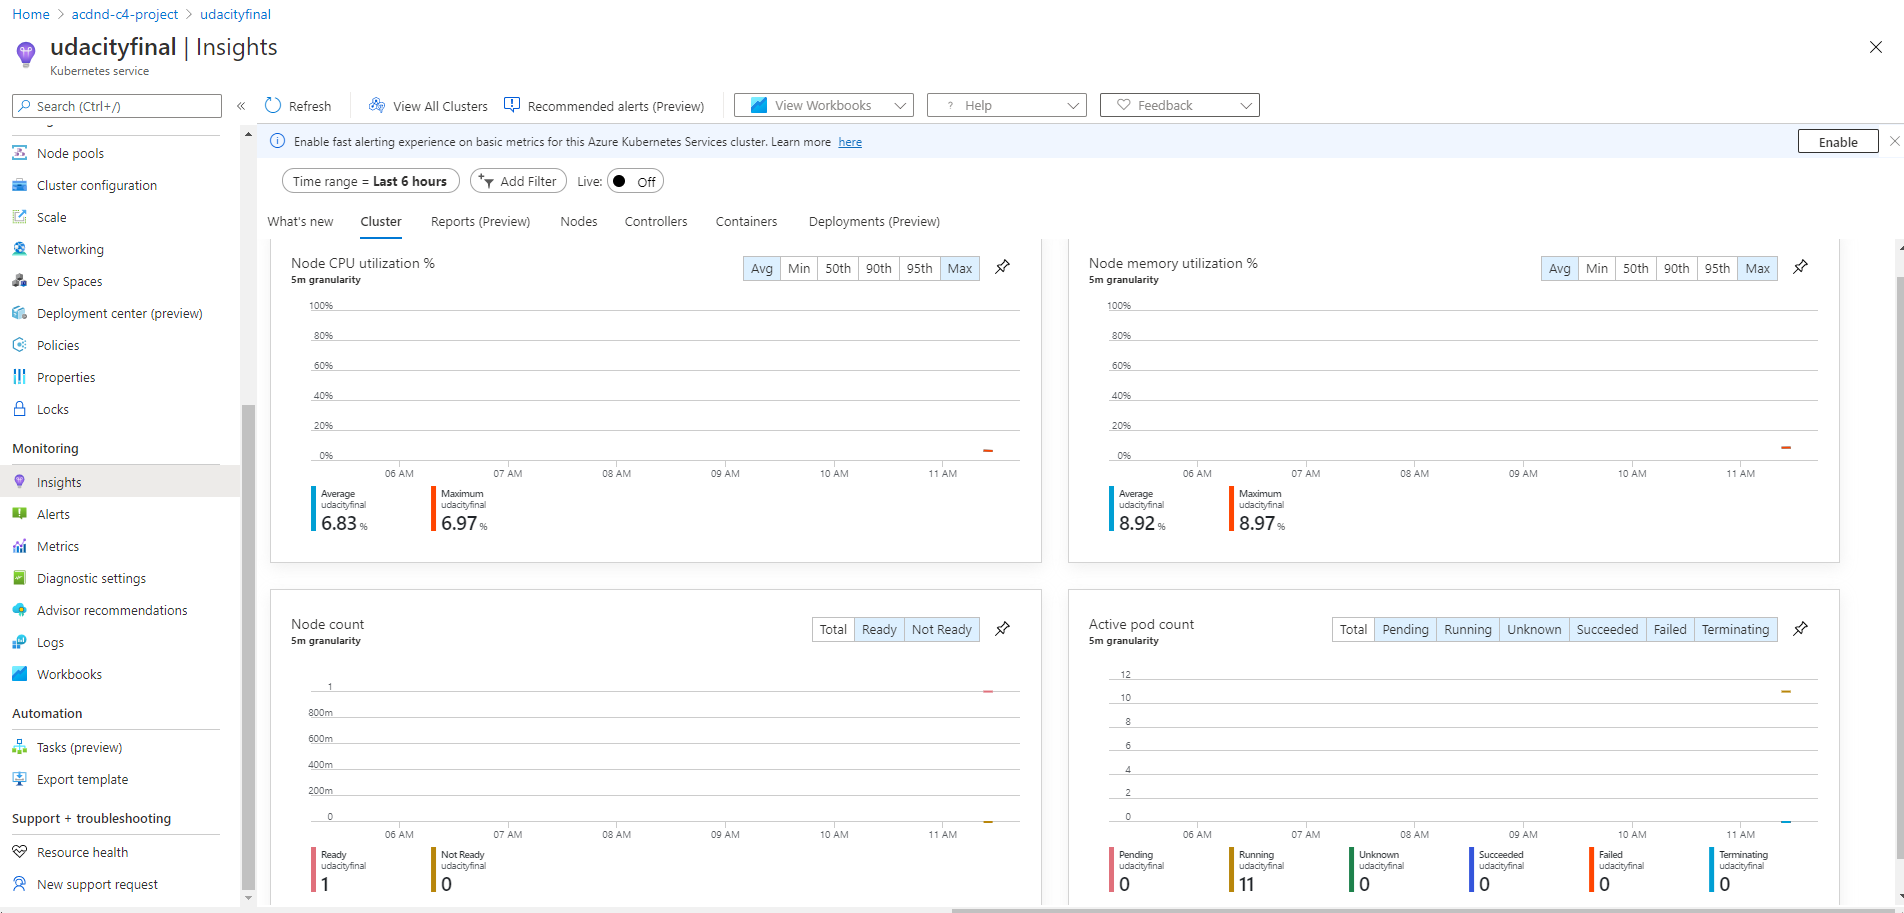 Home > acdnd-c4-project > udacityfinal
udacityfinal | Insights
Kubernetes service
Search (Ctrl+/)
«
Refresh
View All Clusters
Recommended alerts (Preview)
View Workbooks
? Help
Feedback
Enable fast alerting experience on basic metrics for this Azure Kubernetes Services cluster. Learn more here
Enable
Time range = Last 6 hours
Add Filter
Live: Off
What's new
Cluster
Reports (Preview)
Nodes
Controllers
Containers
Deployments (Preview)
Node pools
Cluster configuration
Scale
Networking
Dev Spaces
Deployment center (preview)
Policies
Properties
Locks
Monitoring
Insights
Alerts
Metrics
Diagnostic settings
Advisor recommendations
Logs
Workbooks
Automation
Tasks (preview)
Export template
Support + troubleshooting
Resource health
New support request
Node CPU utilization %
5m granularity
Avg Min 50th 90th 95th Max
100%
80%
60%
40%
20%
0%
06 AM 07 AM 08 AM 09 AM 10 AM 11 AM
Average
udacityfinal
6.83 %
Maximum
udacityfinal
6.97 %
Node memory utilization %
5m granularity
Avg Min 50th 90th 95th Max
100%
80%
60%
40%
20%
0%
06 AM 07 AM 08 AM 09 AM 10 AM 11 AM
Average
udacityfinal
8.92 %
Maximum
udacityfinal
8.97 %
Node count
5m granularity
Total Ready Not Ready
1
800m
600m
400m
200m
0
06 AM 07 AM 08 AM 09 AM 10 AM 11 AM
Ready
udacityfinal
1
Not Ready
udacityfinal
0
Active pod count
5m granularity
Total Pending Running Unknown Succeeded Failed Terminating
12
10
8
6
4
2
0
06 AM 07 AM 08 AM 09 AM 10 AM 11 AM
Pending
udacityfinal
0
Running
udacityfinal
11
Unknown
udacityfinal
0
Succeeded
udacityfinal
0
Failed
udacityfinal
0
Terminating
udacityfinal
0